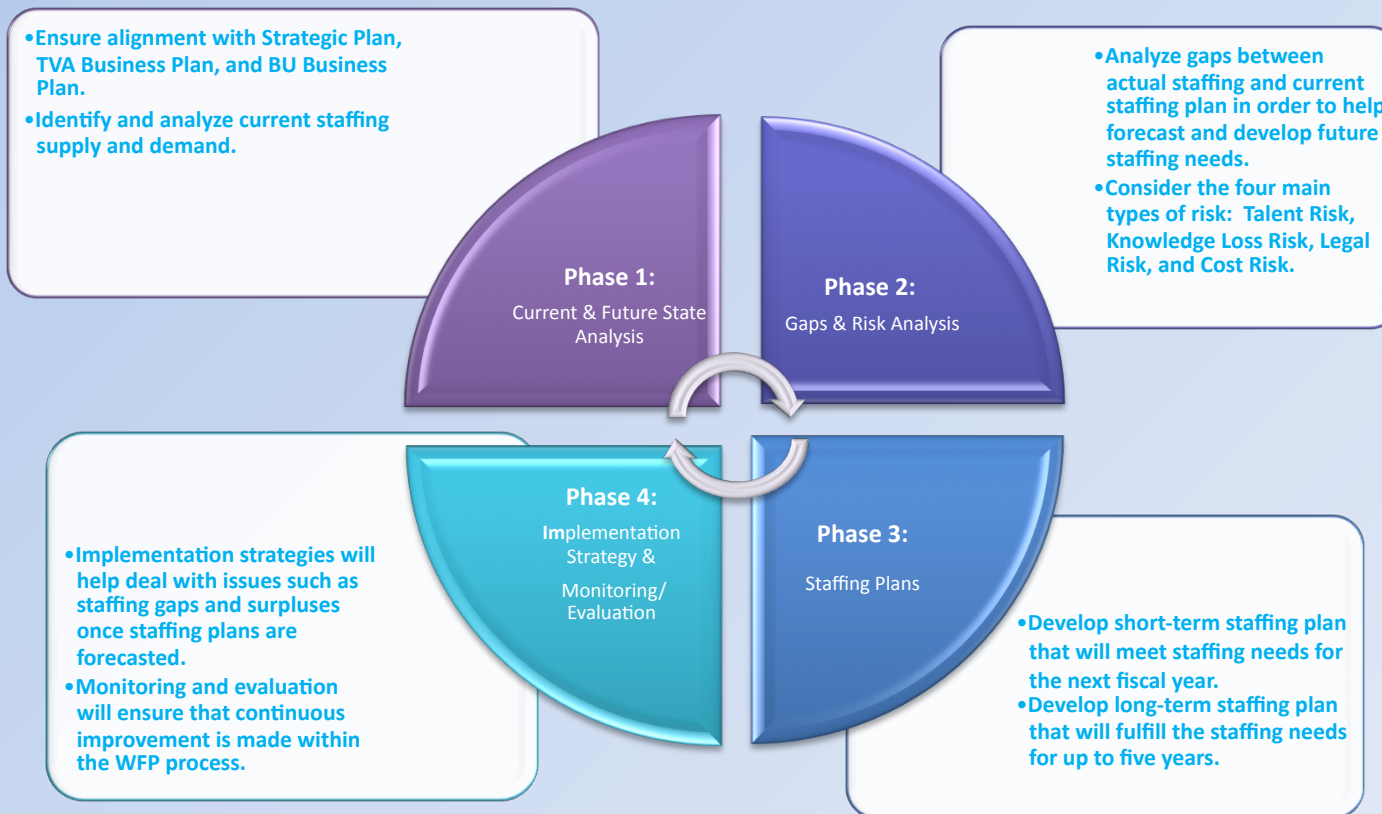 •Ensure alignment with Strategic Plan,
TVA Business Plan, and BU Business
Plan.
•Identify and analyze current staffing
supply and demand.
•Analyze gaps between
actual staffing and current
staffing plan in order to help
forecast and develop future
staffing needs.
•Consider the four main
types of risk: Talent Risk,
Knowledge Loss Risk, Legal
Risk, and Cost Risk.
Phase 1:
Current & Future State
Analysis
Phase 2:
Gaps & Risk Analysis
Phase 4:
Implementation
Strategy &
Monitoring/
Evaluation
Phase 3:
Staffing Plans
•Implementation strategies will
help deal with issues such as
staffing gaps and surpluses
once staffing plans are
forecasted.
•Monitoring and evaluation
will ensure that continuous
improvement is made within
the WFP process.
•Develop short-term staffing plan
that will meet staffing needs for
the next fiscal year.
•Develop long-term staffing plan
that will fulfill the staffing needs
for up to five years.